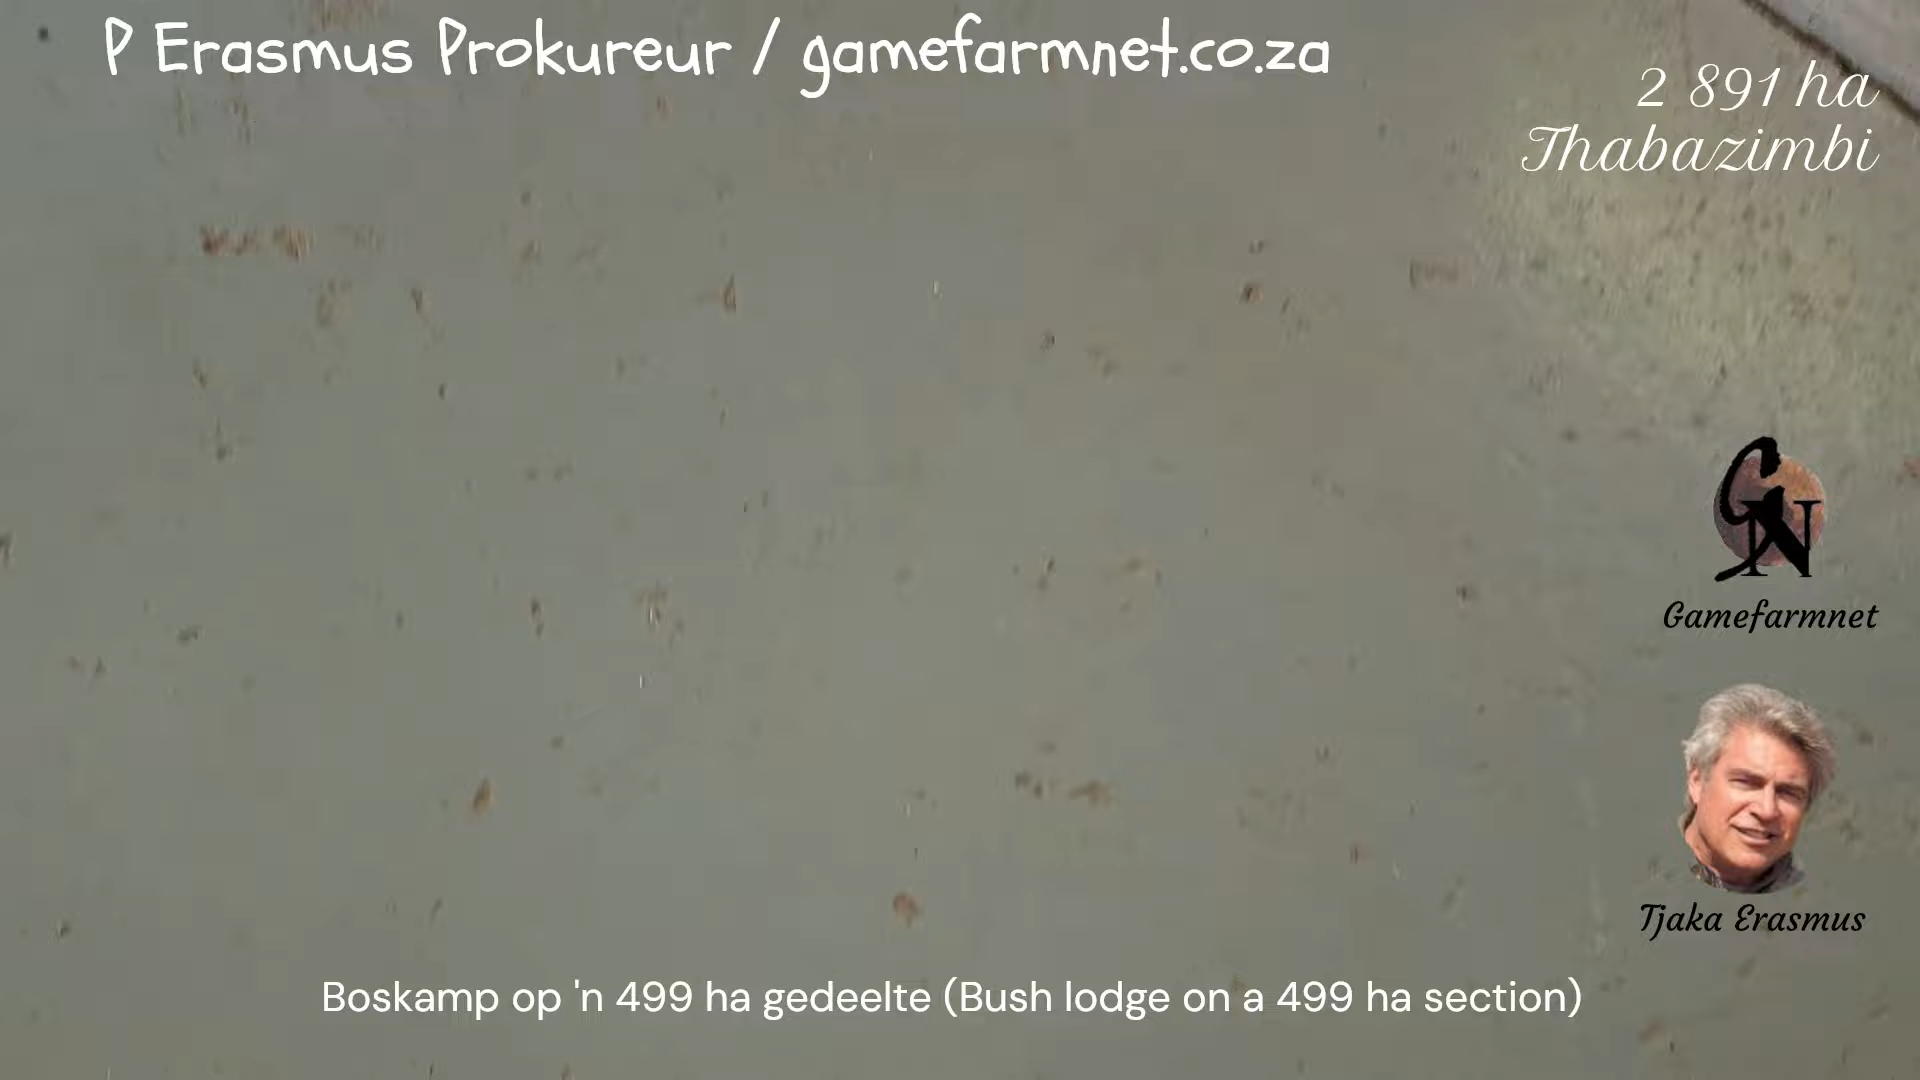 P Erasmus Prokureur / gamefarmnet.co.za
2 891 ha
Thabazimbi
GN
Gamefarmnet
Tjaka Erasmus
Boskamp op 'n 499 ha gedeelte (Bush lodge on a 499 ha section)